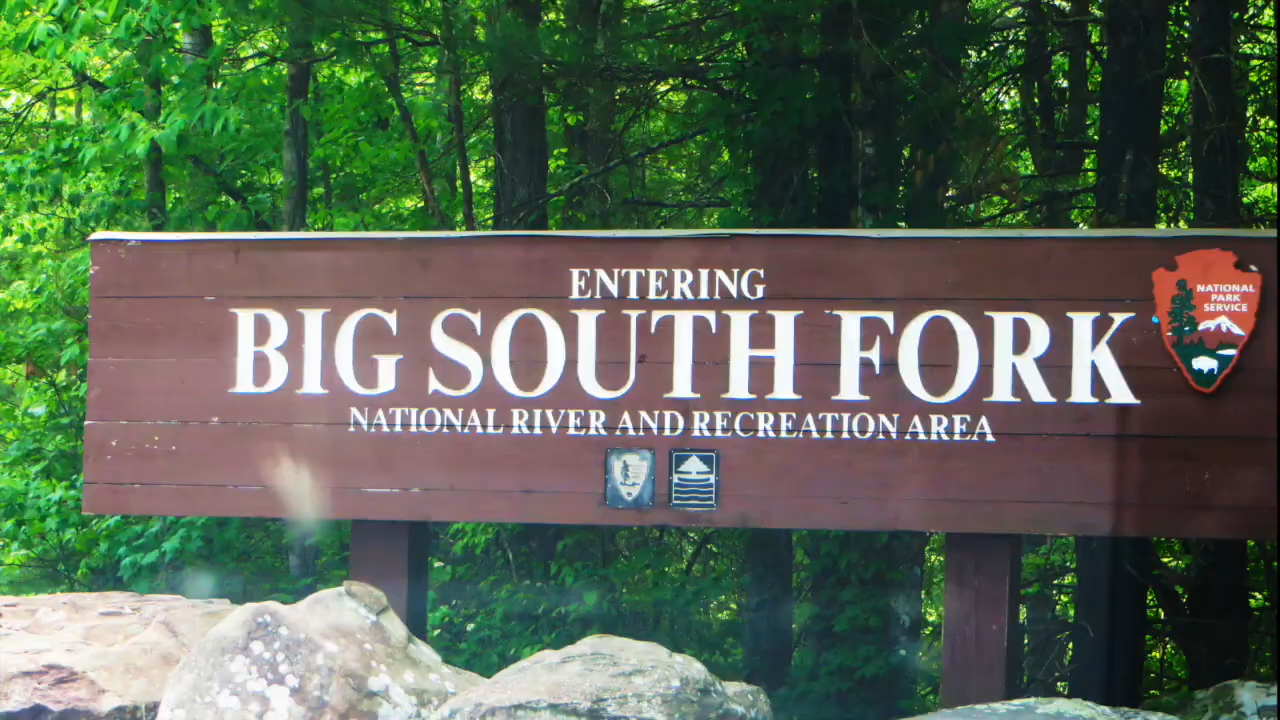 ENTERING
BIG SOUTH FORK
NATIONAL RIVER AND RECREATION AREA
NATIONAL
PARK
SERVICE